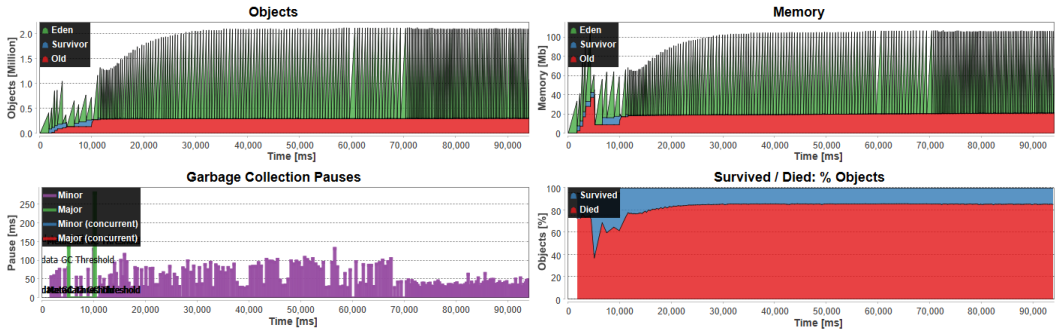 Objects
Eden
Survivor
Old
Objects [Million]
2.0
1.5
1.0
0.5
0.0
0 10,000 20,000 30,000 40,000 50,000 60,000 70,000 80,000 90,000
Time [ms]
Memory
Eden
Survivor
Old
Memory [Mb]
100
80
60
40
20
0
0 10,000 20,000 30,000 40,000 50,000 60,000 70,000 80,000 90,000
Time [ms]
Garbage Collection Pauses
Minor
Major
Minor (concurrent)
Major (concurrent)
data GC Threshold
Pause [ms]
250
200
150
100
50
0
0 10,000 20,000 30,000 40,000 50,000 60,000 70,000 80,000 90,000
Time [ms]
Survived / Died: % Objects
Survived
Died
Objects [%]
100
80
60
40
20
0
0 10,000 20,000 30,000 40,000 50,000 60,000 70,000 80,000 90,000
Time [ms]